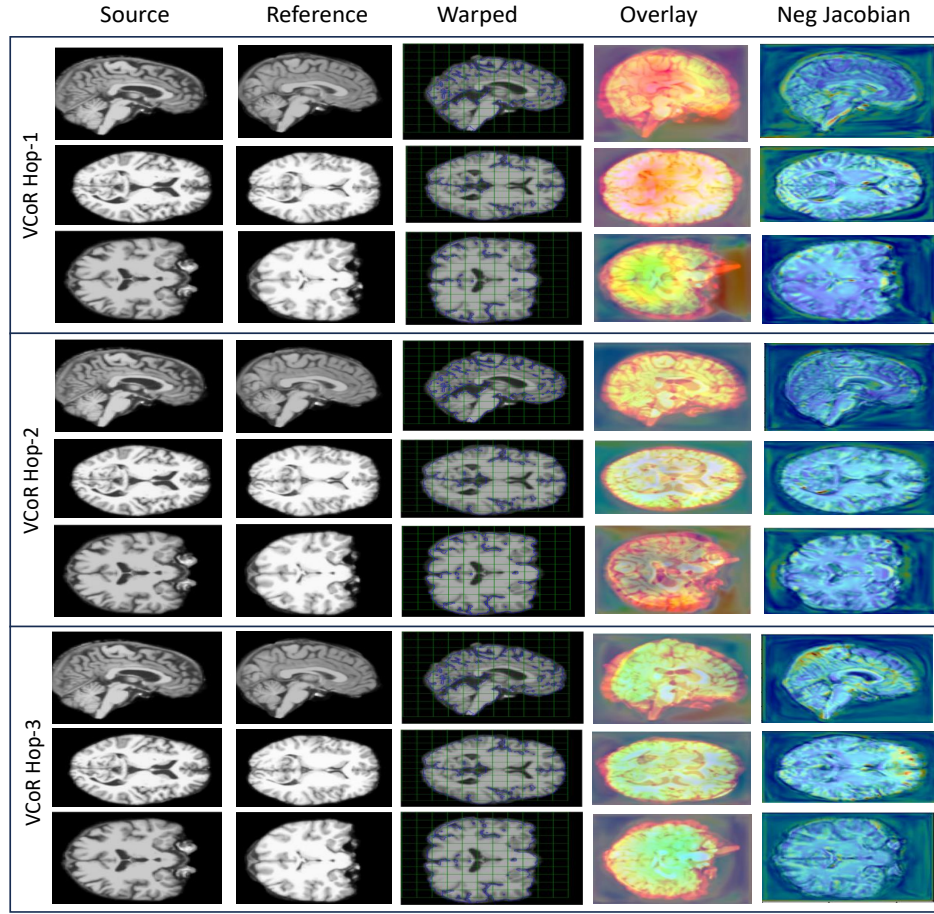 Source Reference Warped Overlay Neg Jacobian
VCoR Hop-1
VCoR Hop-2
VCoR Hop-3